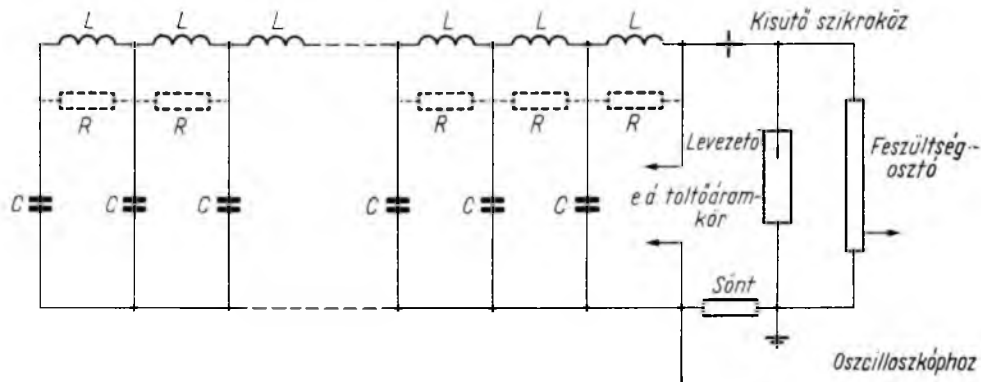 L L L L L L
Kisütő szikraköz
R R R R R
Levezető
Feszültség-
osztó
C C C C C C
e.á. töltőáram-
kör
Sönt
Oszcilloszkóphoz